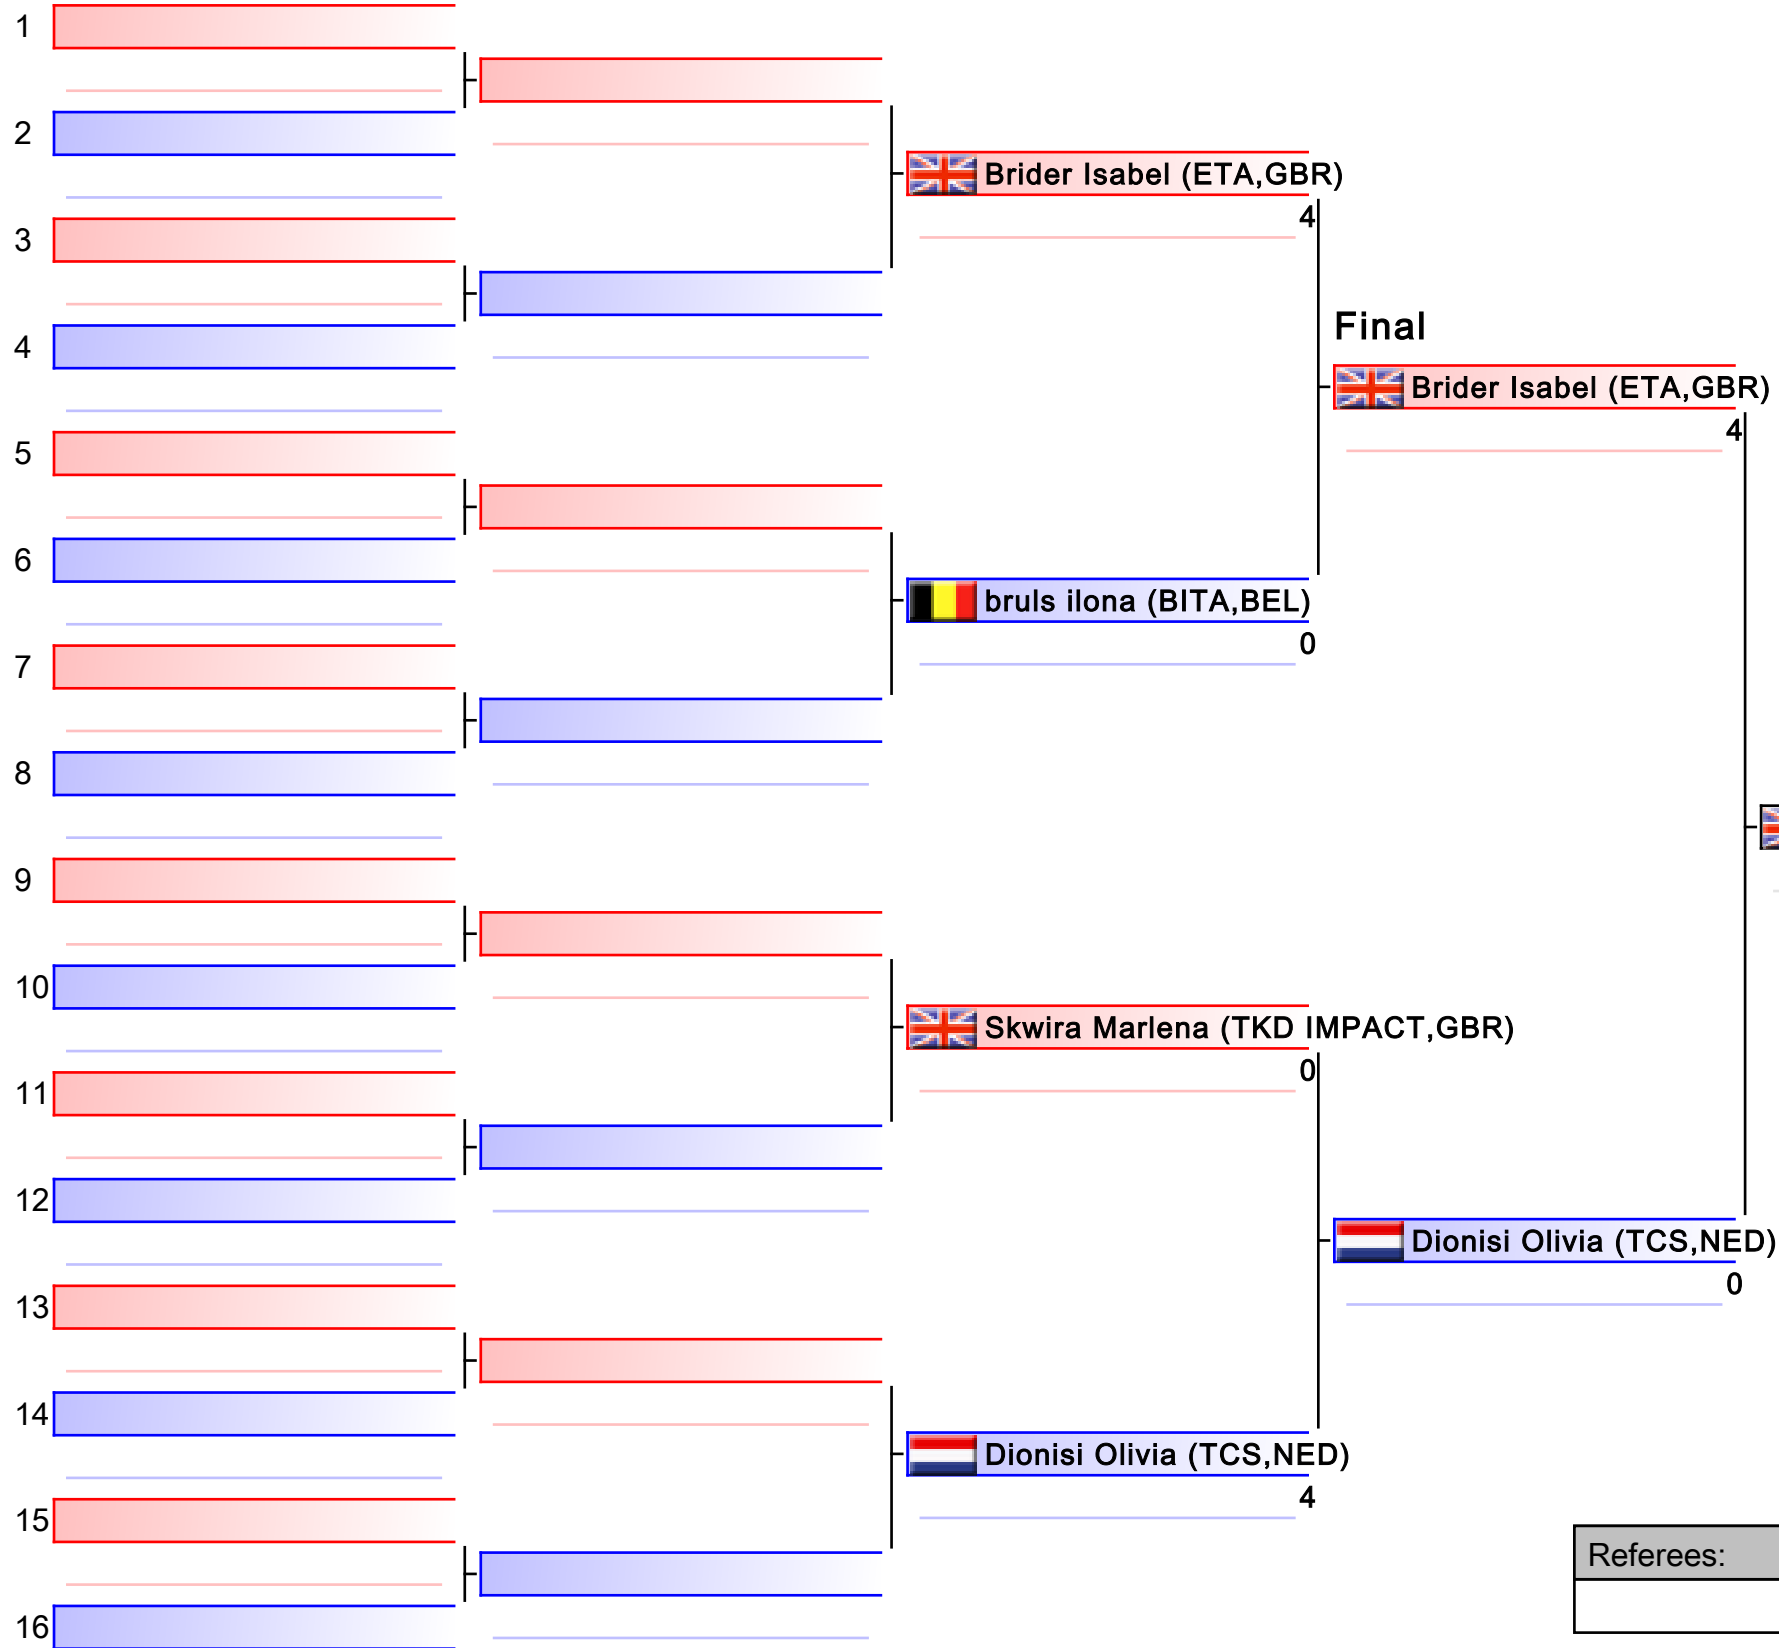 1
2
3
4
5
6
7
8
9
10
11
12
13
14
15
16
Brider Isabel (ETA,GBR)
4
bruls ilona (BITA,BEL)
0
Skwira Marlena (TKD IMPACT,GBR)
0
Dionisi Olivia (TCS,NED)
4
Final
Brider Isabel (ETA,GBR)
4
Dionisi Olivia (TCS,NED)
0
Referees: